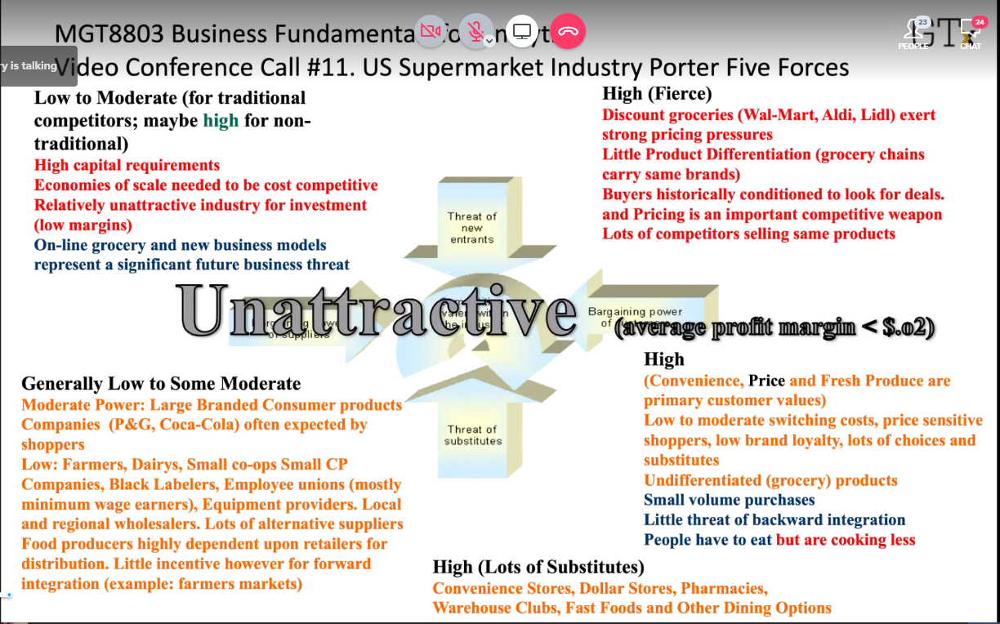 MGT8803 Business Fundamenta
Video Conference Call #11. US Supermarket Industry Porter Five Forces
23
PEOPLE
24
CHAT
GT
y is talking
Low to Moderate (for traditional
competitors; maybe high for non-
traditional)
High capital requirements
Economies of scale needed to be cost competitive
Relatively unattractive industry for investment
(low margins)
On-line grocery and new business models
represent a significant future business threat
High (Fierce)
Discount groceries (Wal-Mart, Aldi, Lidl) exert
strong pricing pressures
Little Product Differentiation (grocery chains
carry same brands)
Buyers historically conditioned to look for deals.
and Pricing is an important competitive weapon
Lots of competitors selling same products
Threat of
new
entrants
Unattractive
of suppliers
Bargaining power
of
(average profit margin < $.02)
Generally Low to Some Moderate
Moderate Power: Large Branded Consumer products
Companies (P&G, Coca-Cola) often expected by
shoppers
Low: Farmers, Dairys, Small co-ops Small CP
Companies, Black Labelers, Employee unions (mostly
minimum wage earners), Equipment providers. Local
and regional wholesalers. Lots of alternative suppliers
Food producers highly dependent upon retailers for
distribution. Little incentive however for forward
integration (example: farmers markets)
Threat of
substitutes
High
(Convenience, Price and Fresh Produce are
primary customer values)
Low to moderate switching costs, price sensitive
shoppers, low brand loyalty, lots of choices and
substitutes
Undifferentiated (grocery) products
Small volume purchases
Little threat of backward integration
People have to eat but are cooking less
High (Lots of Substitutes)
Convenience Stores, Dollar Stores, Pharmacies,
Warehouse Clubs, Fast Foods and Other Dining Options